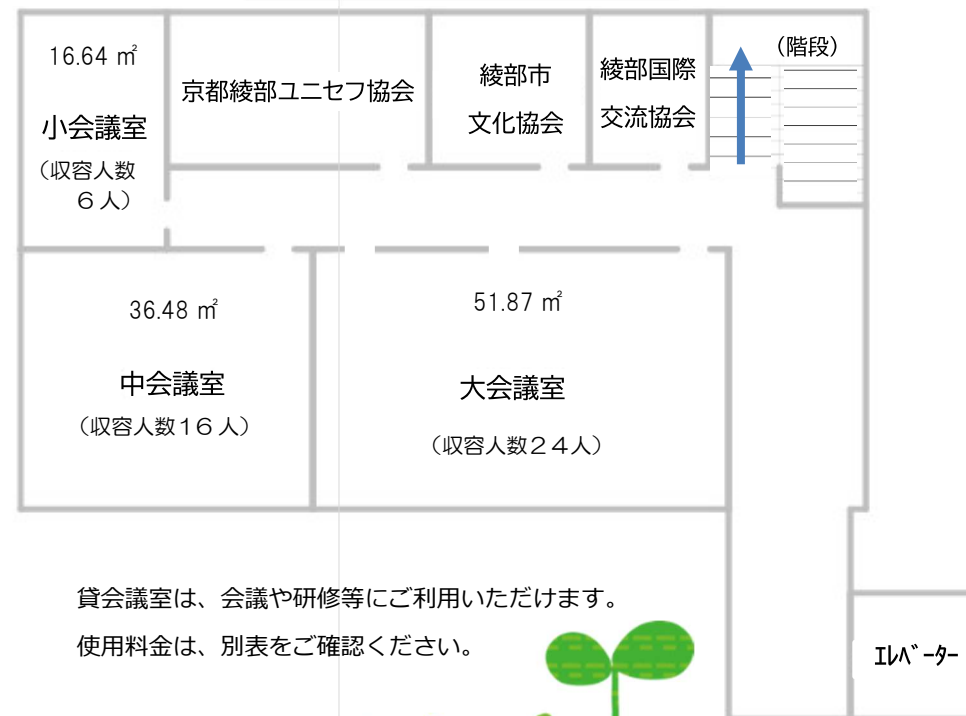 16.64 ㎡
小会議室
（収容人数
６人）
京都綾部ユニセフ協会
綾部市
文化協会
綾部国際
交流協会
（階段）
36.48 ㎡
中会議室
（収容人数１６人）
51.87 ㎡
大会議室
（収容人数２４人）
貸会議室は、会議や研修等にご利用いただけます。
使用料金は、別表をご確認ください。
ｴﾚﾍﾞｰﾀｰ